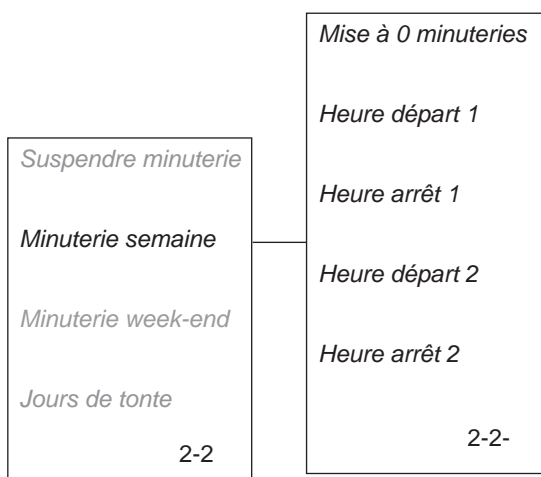 Suspendre minuterie
Minuterie semaine
Minuterie week-end
Jours de tonte
2-2
Mise à 0 minuteries
Heure départ 1
Heure arrêt 1
Heure départ 2
Heure arrêt 2
2-2-